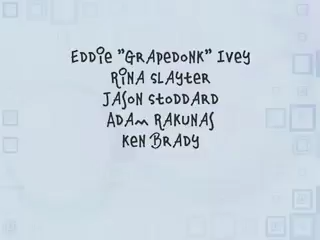 Eddie "Grapedonk" Ivey
Rina Slayter
Jason Stoddard
Adam Rakunas
Ken Brady